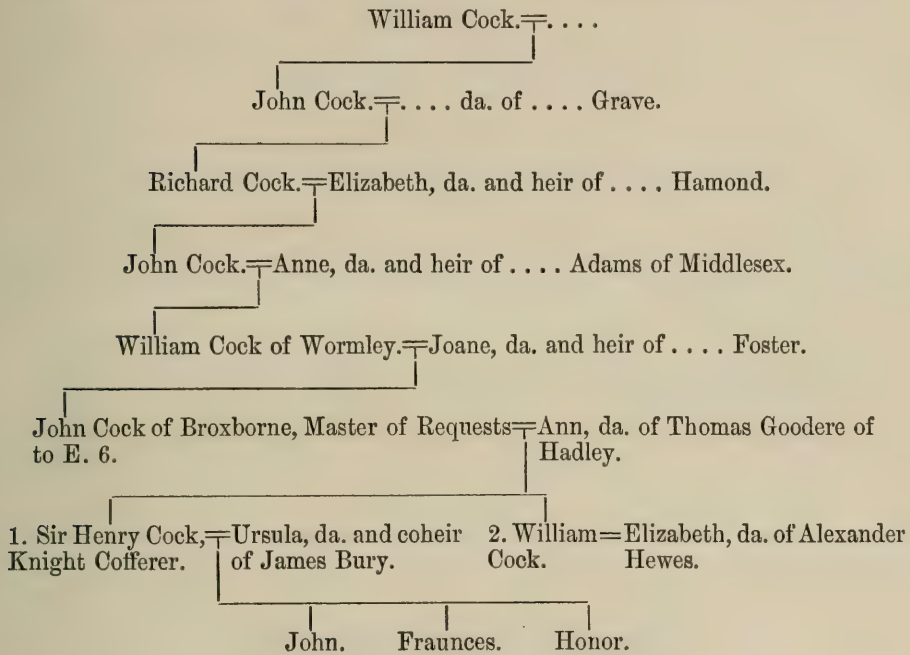 William Cock.=. . . .
John Cock.=. . . . da. of . . . . Grave.
Richard Cock.=Elizabeth, da. and heir of . . . . Hamond.
John Cock.=Anne, da. and heir of . . . . Adams of Middlesex.
William Cock of Wormley.=Joane, da. and heir of . . . . Foster.
John Cock of Broxborne, Master of Requests=Ann, da. of Thomas Goodere of
to E. 6. Hadley.
1. Sir Henry Cock,=Ursula, da. and coheir 2. William=Elizabeth, da. of Alexander
Knight Cofferer. of James Bury. Cock. Hewes.
John. Fraunces. Honor.